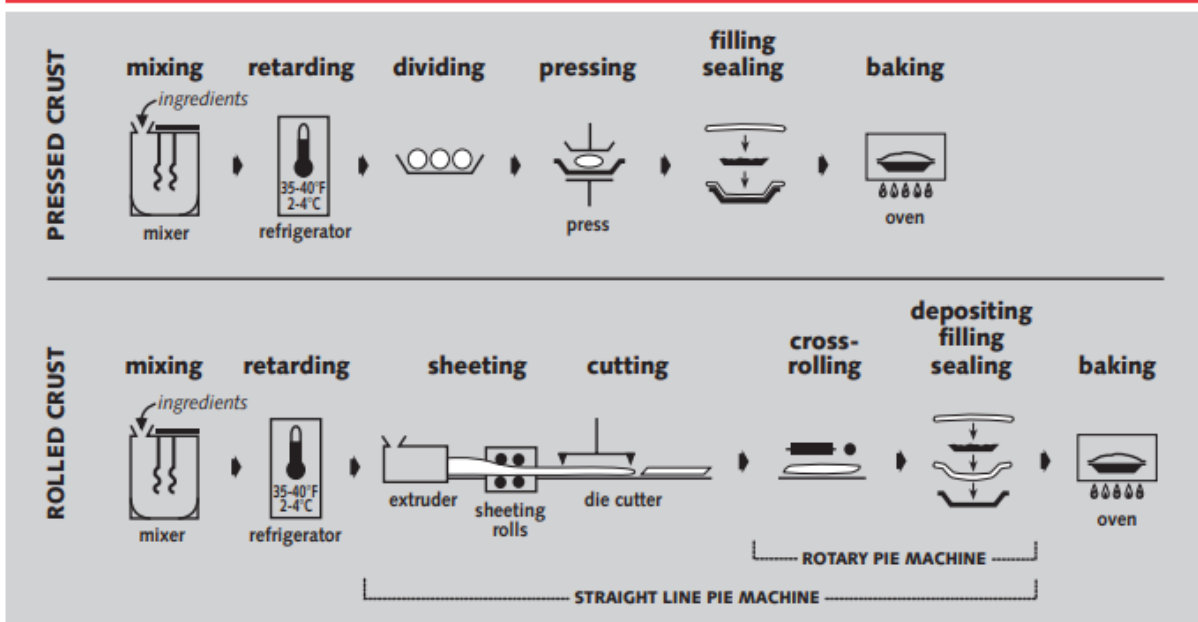 PRESSED CRUST
mixing
retarding
dividing
pressing
filling
sealing
baking
ingredients
35-40°F
2-4°C
mixer
refrigerator
press
oven
ROLLED CRUST
mixing
retarding
sheeting
cutting
cross-
rolling
depositing
filling
sealing
baking
ingredients
35-40°F
2-4°C
mixer
refrigerator
extruder
sheeting
rolls
die cutter
oven
ROTARY PIE MACHINE
STRAIGHT LINE PIE MACHINE